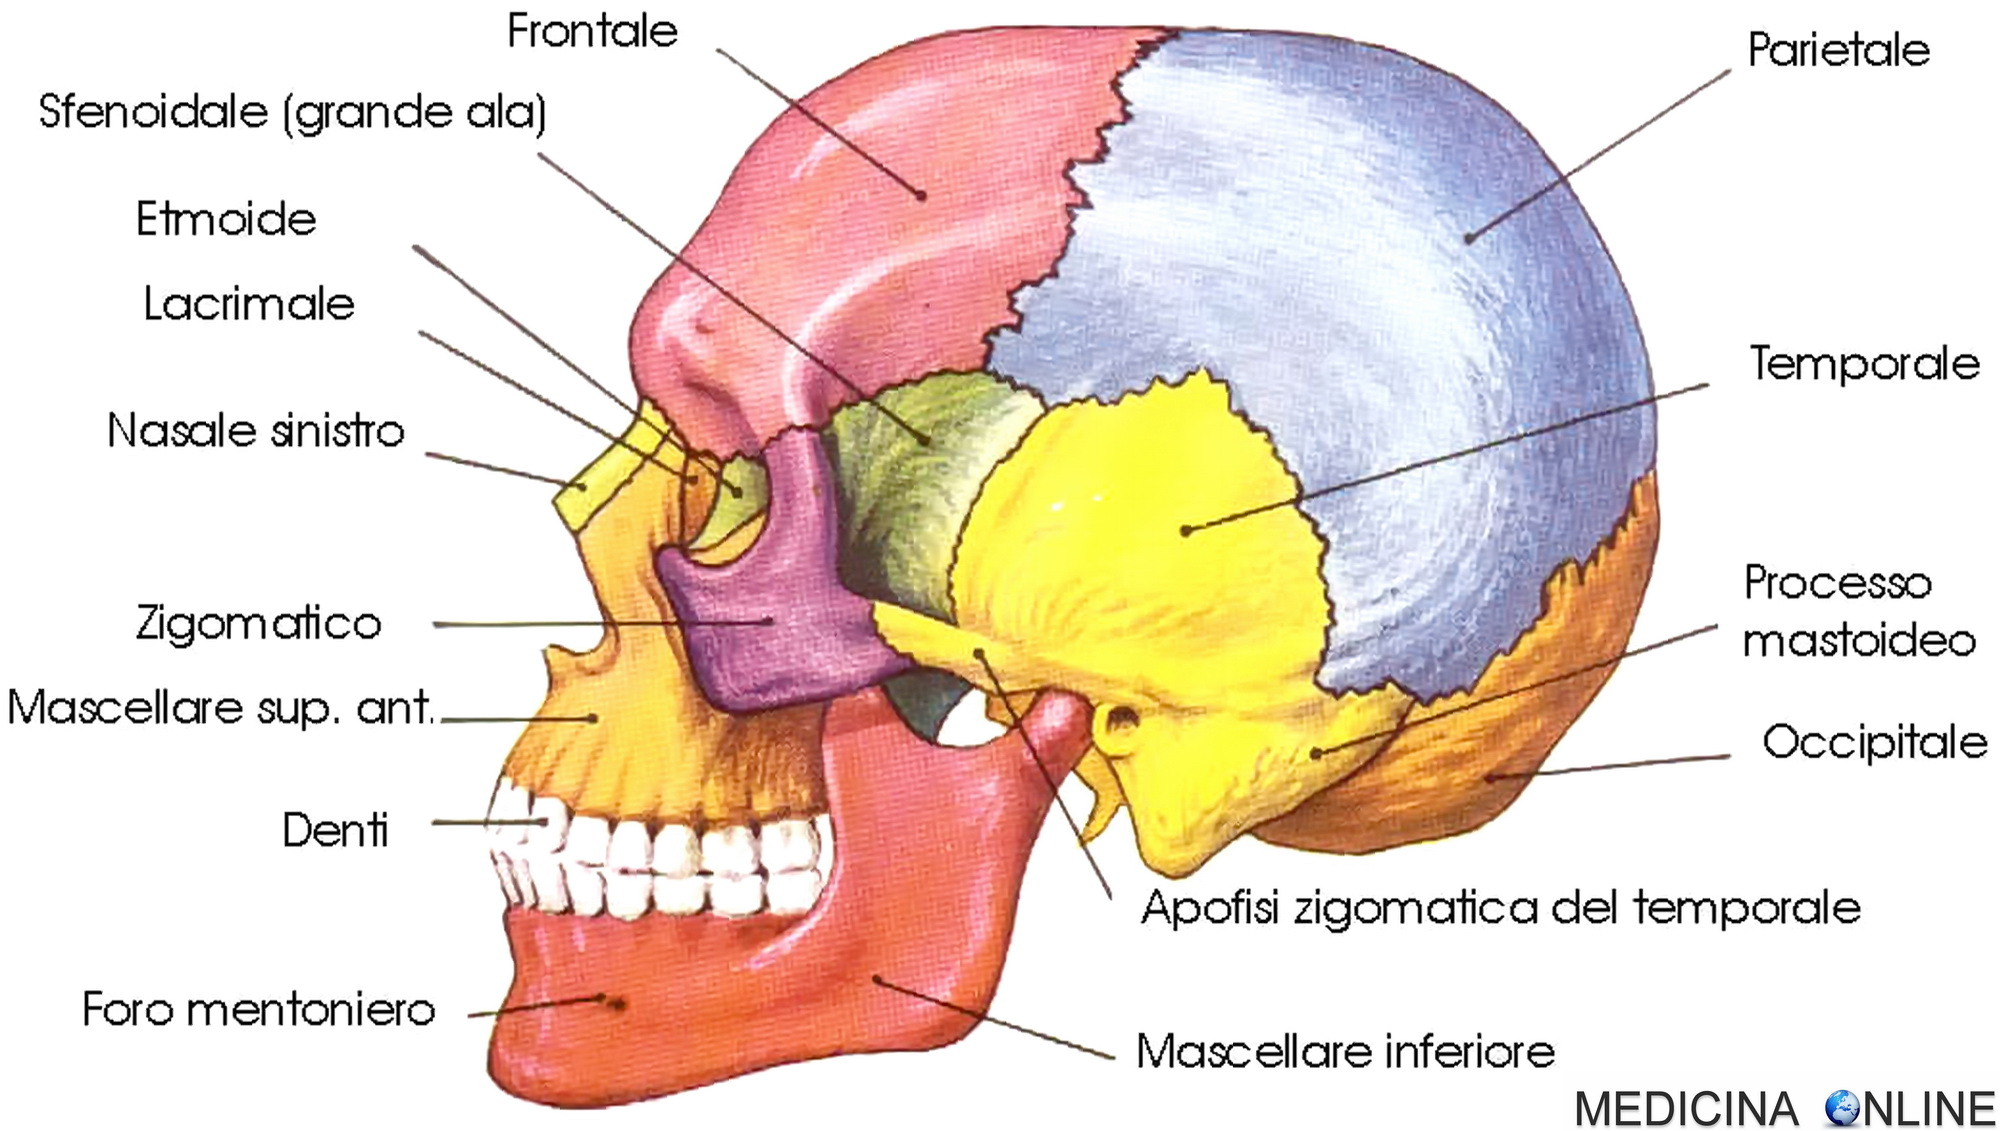 Frontale
Parietale
Sfenoidale (grande ala)
Etmoide
Lacrimale
Temporale
Nasale sinistro
Processo
mastoideo
Zigomatico
Mascellare sup. ant.
Occipitale
Denti
Apofisi zigomatica del temporale
Foro mentoniero
Mascellare inferiore
MEDICINA ONLINE